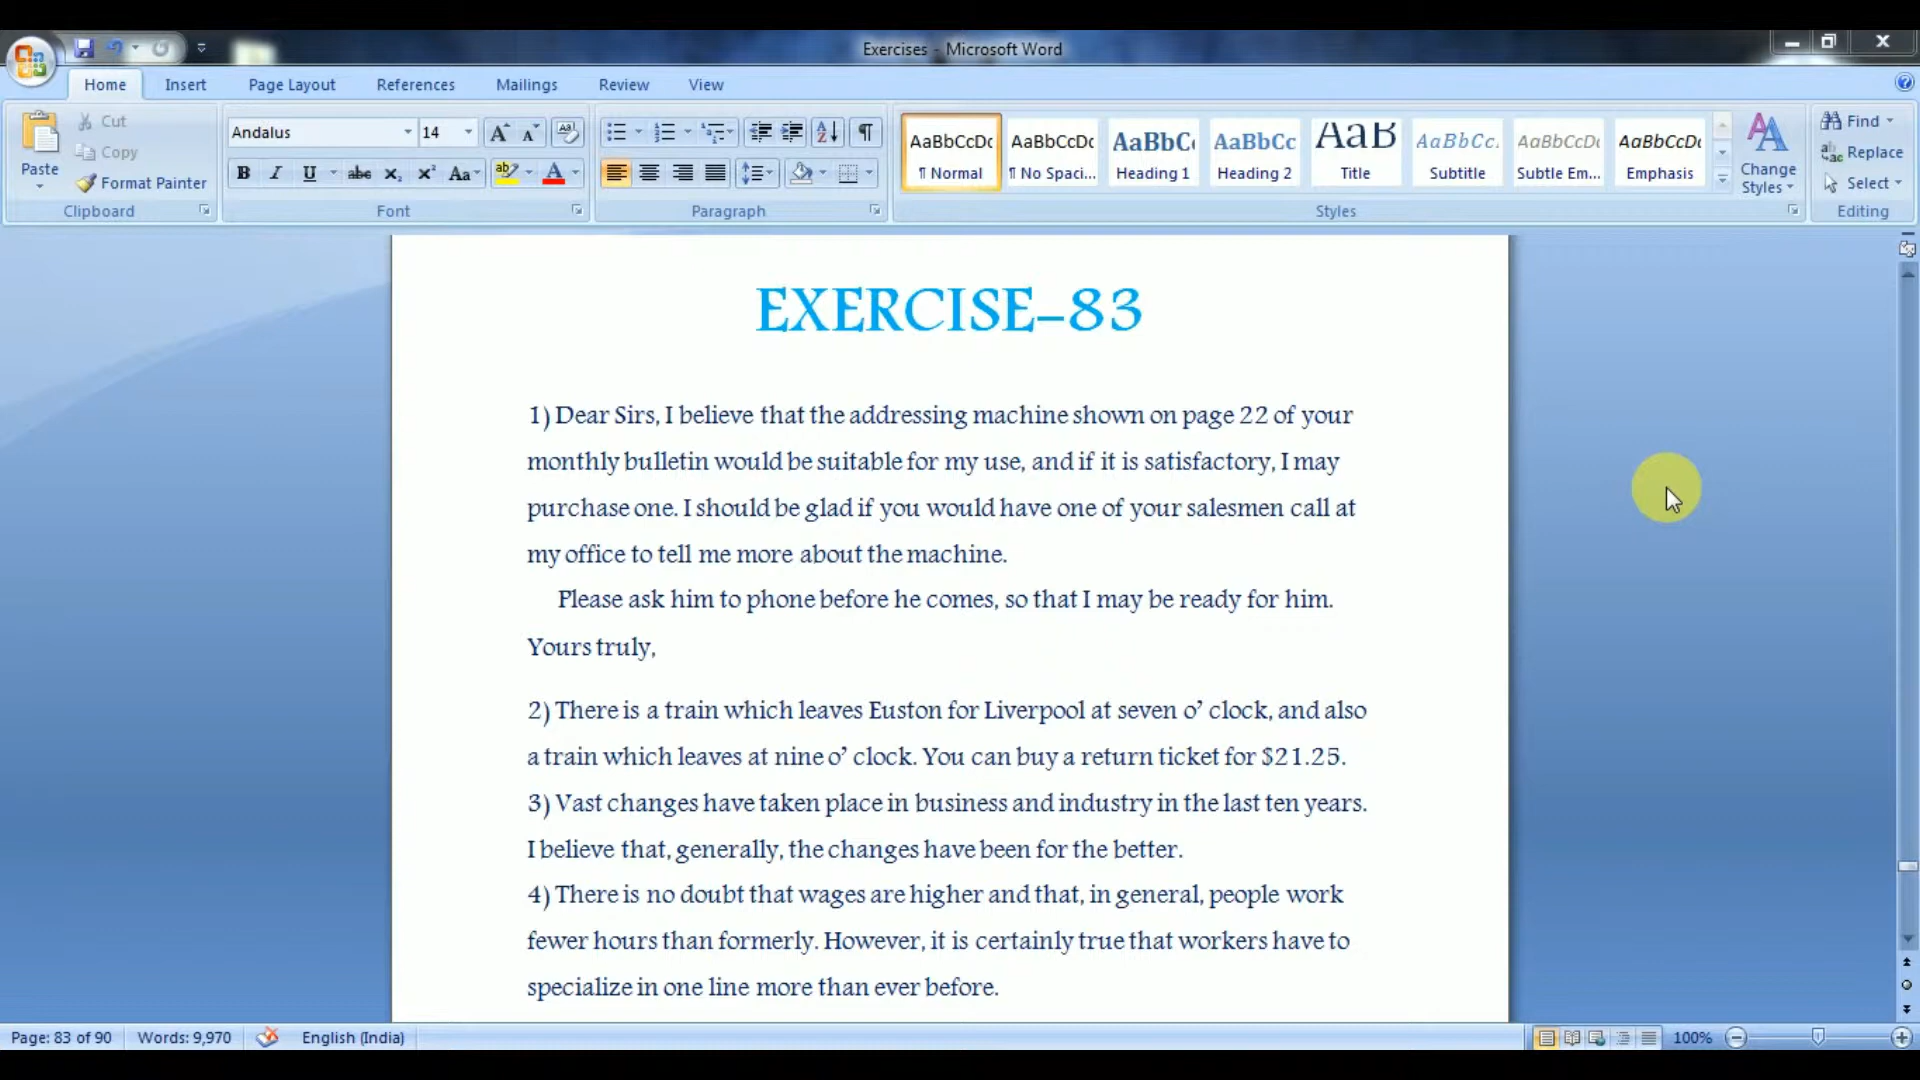 Exercises - Microsoft Word
Home Insert Page Layout References Mailings Review View
Paste
Cut
Copy
Format Painter
Clipboard
Andalus 14
Font
Paragraph
AaBbCcDc AaBbCcDc AaBbC AaBbCc AaB AaBbCc. AaBbCcDc AaBbCcDc
¶ Normal ¶ No Spaci... Heading 1 Heading 2 Title Subtitle Subtle Em... Emphasis
Change Styles
Styles
Find
Replace
Select
Editing
EXERCISE-83
1) Dear Sirs, I believe that the addressing machine shown on page 22 of your
monthly bulletin would be suitable for my use, and if it is satisfactory, I may
purchase one. I should be glad if you would have one of your salesmen call at
my office to tell me more about the machine.
Please ask him to phone before he comes, so that I may be ready for him.
Yours truly,
2) There is a train which leaves Euston for Liverpool at seven o’ clock, and also
a train which leaves at nine o’ clock. You can buy a return ticket for $21.25.
3) Vast changes have taken place in business and industry in the last ten years.
I believe that, generally, the changes have been for the better.
4) There is no doubt that wages are higher and that, in general, people work
fewer hours than formerly. However, it is certainly true that workers have to
specialize in one line more than ever before.
Page: 83 of 90 Words: 9,970 English (India) 100%